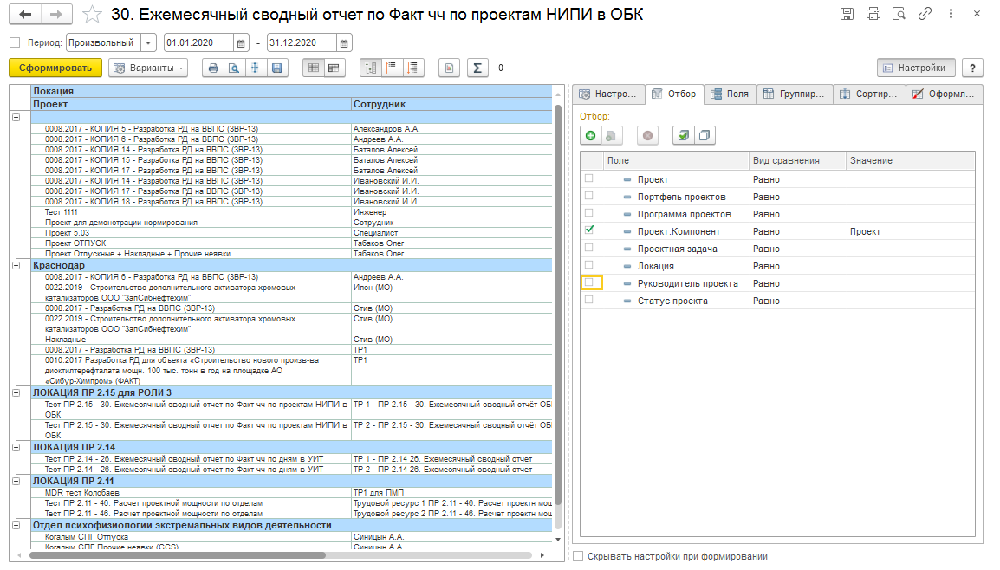 30. Ежемесячный сводный отчет по Факт чч по проектам НИПИ в ОБК
Период: Произвольный 01.01.2020 - 31.12.2020
Сформировать Варианты Σ 0 Настройки ?
Локация
Проект Сотрудник
0008.2017 - КОПИЯ 5 - Разработка РД на ВВПС (ЗВР-13) Александров А.А.
0008.2017 - КОПИЯ 6 - Разработка РД на ВВПС (ЗВР-13) Андреев А.А.
0008.2017 - КОПИЯ 14 - Разработка РД на ВВПС (ЗВР-13) Баталов Алексей
0008.2017 - КОПИЯ 15 - Разработка РД на ВВПС (ЗВР-13) Баталов Алексей
0008.2017 - КОПИЯ 17 - Разработка РД на ВВПС (ЗВР-13) Баталов Алексей
0008.2017 - КОПИЯ 14 - Разработка РД на ВВПС (ЗВР-13) Ивановский И.И.
0008.2017 - КОПИЯ 17 - Разработка РД на ВВПС (ЗВР-13) Ивановский И.И.
0008.2017 - КОПИЯ 18 - Разработка РД на ВВПС (ЗВР-13) Ивановский И.И.
Тест 1111 Инженер
Проект для демонстрации нормирования Сотрудник
Проект 5.03 Специалист
Проект ОТПУСК Табаков Олег
Проект Отпускные + Накладные + Прочие неявки Табаков Олег
Краснодар
0008.2017 - КОПИЯ 6 - Разработка РД на ВВПС (ЗВР-13) Андреев А.А.
0022.2019 - Строительство дополнительного активатора хромовых Илон (МО)
катализаторов ООО "ЗапСибнефтехим"
0008.2017 - Разработка РД на ВВПС (ЗВР-13) Стив (МО)
0022.2019 - Строительство дополнительного активатора хромовых Стив (МО)
катализаторов ООО "ЗапСибнефтехим"
Накладные Стив (МО)
0008.2017 - Разработка РД на ВВПС (ЗВР-13) ТР1
0010.2017 Разработка РД для объекта «Строительство нового произв-ва ТР1
диоктилтерефталата мощн. 100 тыс. тонн в год на площадке АО
«Сибур-Химпром» (ФАКТ)
ЛОКАЦИЯ ПР 2.15 для РОЛИ 3
Тест ПР 2.15 - 30. Ежемесячный сводный отчет по Факт чч по проектам НИПИ в ТР 1 - ПР 2.15 - 30. Ежемесячный сводный отчёт ОБ
ОБК
Тест ПР 2.15 - 30. Ежемесячный сводный отчет по Факт чч по проектам НИПИ в ТР 2 - ПР 2.15 - 30. Ежемесячный сводный отчёт ОБ
ОБК
ЛОКАЦИЯ ПР 2.14
Тест ПР 2.14 - 26. Ежемесячный сводный отчет по Факт чч по дням в УИТ ТР 1 - ПР 2.14 26. Ежемесячный сводный отчет
Тест ПР 2.14 - 26. Ежемесячный сводный отчет по Факт чч по дням в УИТ ТР 2 - ПР 2.14 26. Ежемесячный сводный отчет
ЛОКАЦИЯ ПР 2.11
MDR тест Колобаев ТР1 для ПМП
Тест ПР 2.11 - 46. Расчет проектной мощности по отделам Трудовой ресурс 1 ПР 2.11 - 46. Расчет проектн мощ
Тест ПР 2.11 - 46. Расчет проектной мощности по отделам Трудовой ресурс 2 ПР 2.11 - 46. Расчет проектн мощ
Отдел психофизиологии экстремальных видов деятельности
Когалым СПГ Отпуска Синицын А.А.
Когалым СПГ Прочие неявки (CCS) Синицын А.А.
Настро... Отбор Поля Группир... Сортир... Оформл...
Отбор:
Поле Вид сравнения Значение
Проект Равно
Портфель проектов Равно
Программа проектов Равно
Проект.Компонент Равно Проект
Проектная задача Равно
Локация Равно
Руководитель проекта Равно
Статус проекта Равно
Скрывать настройки при формировании